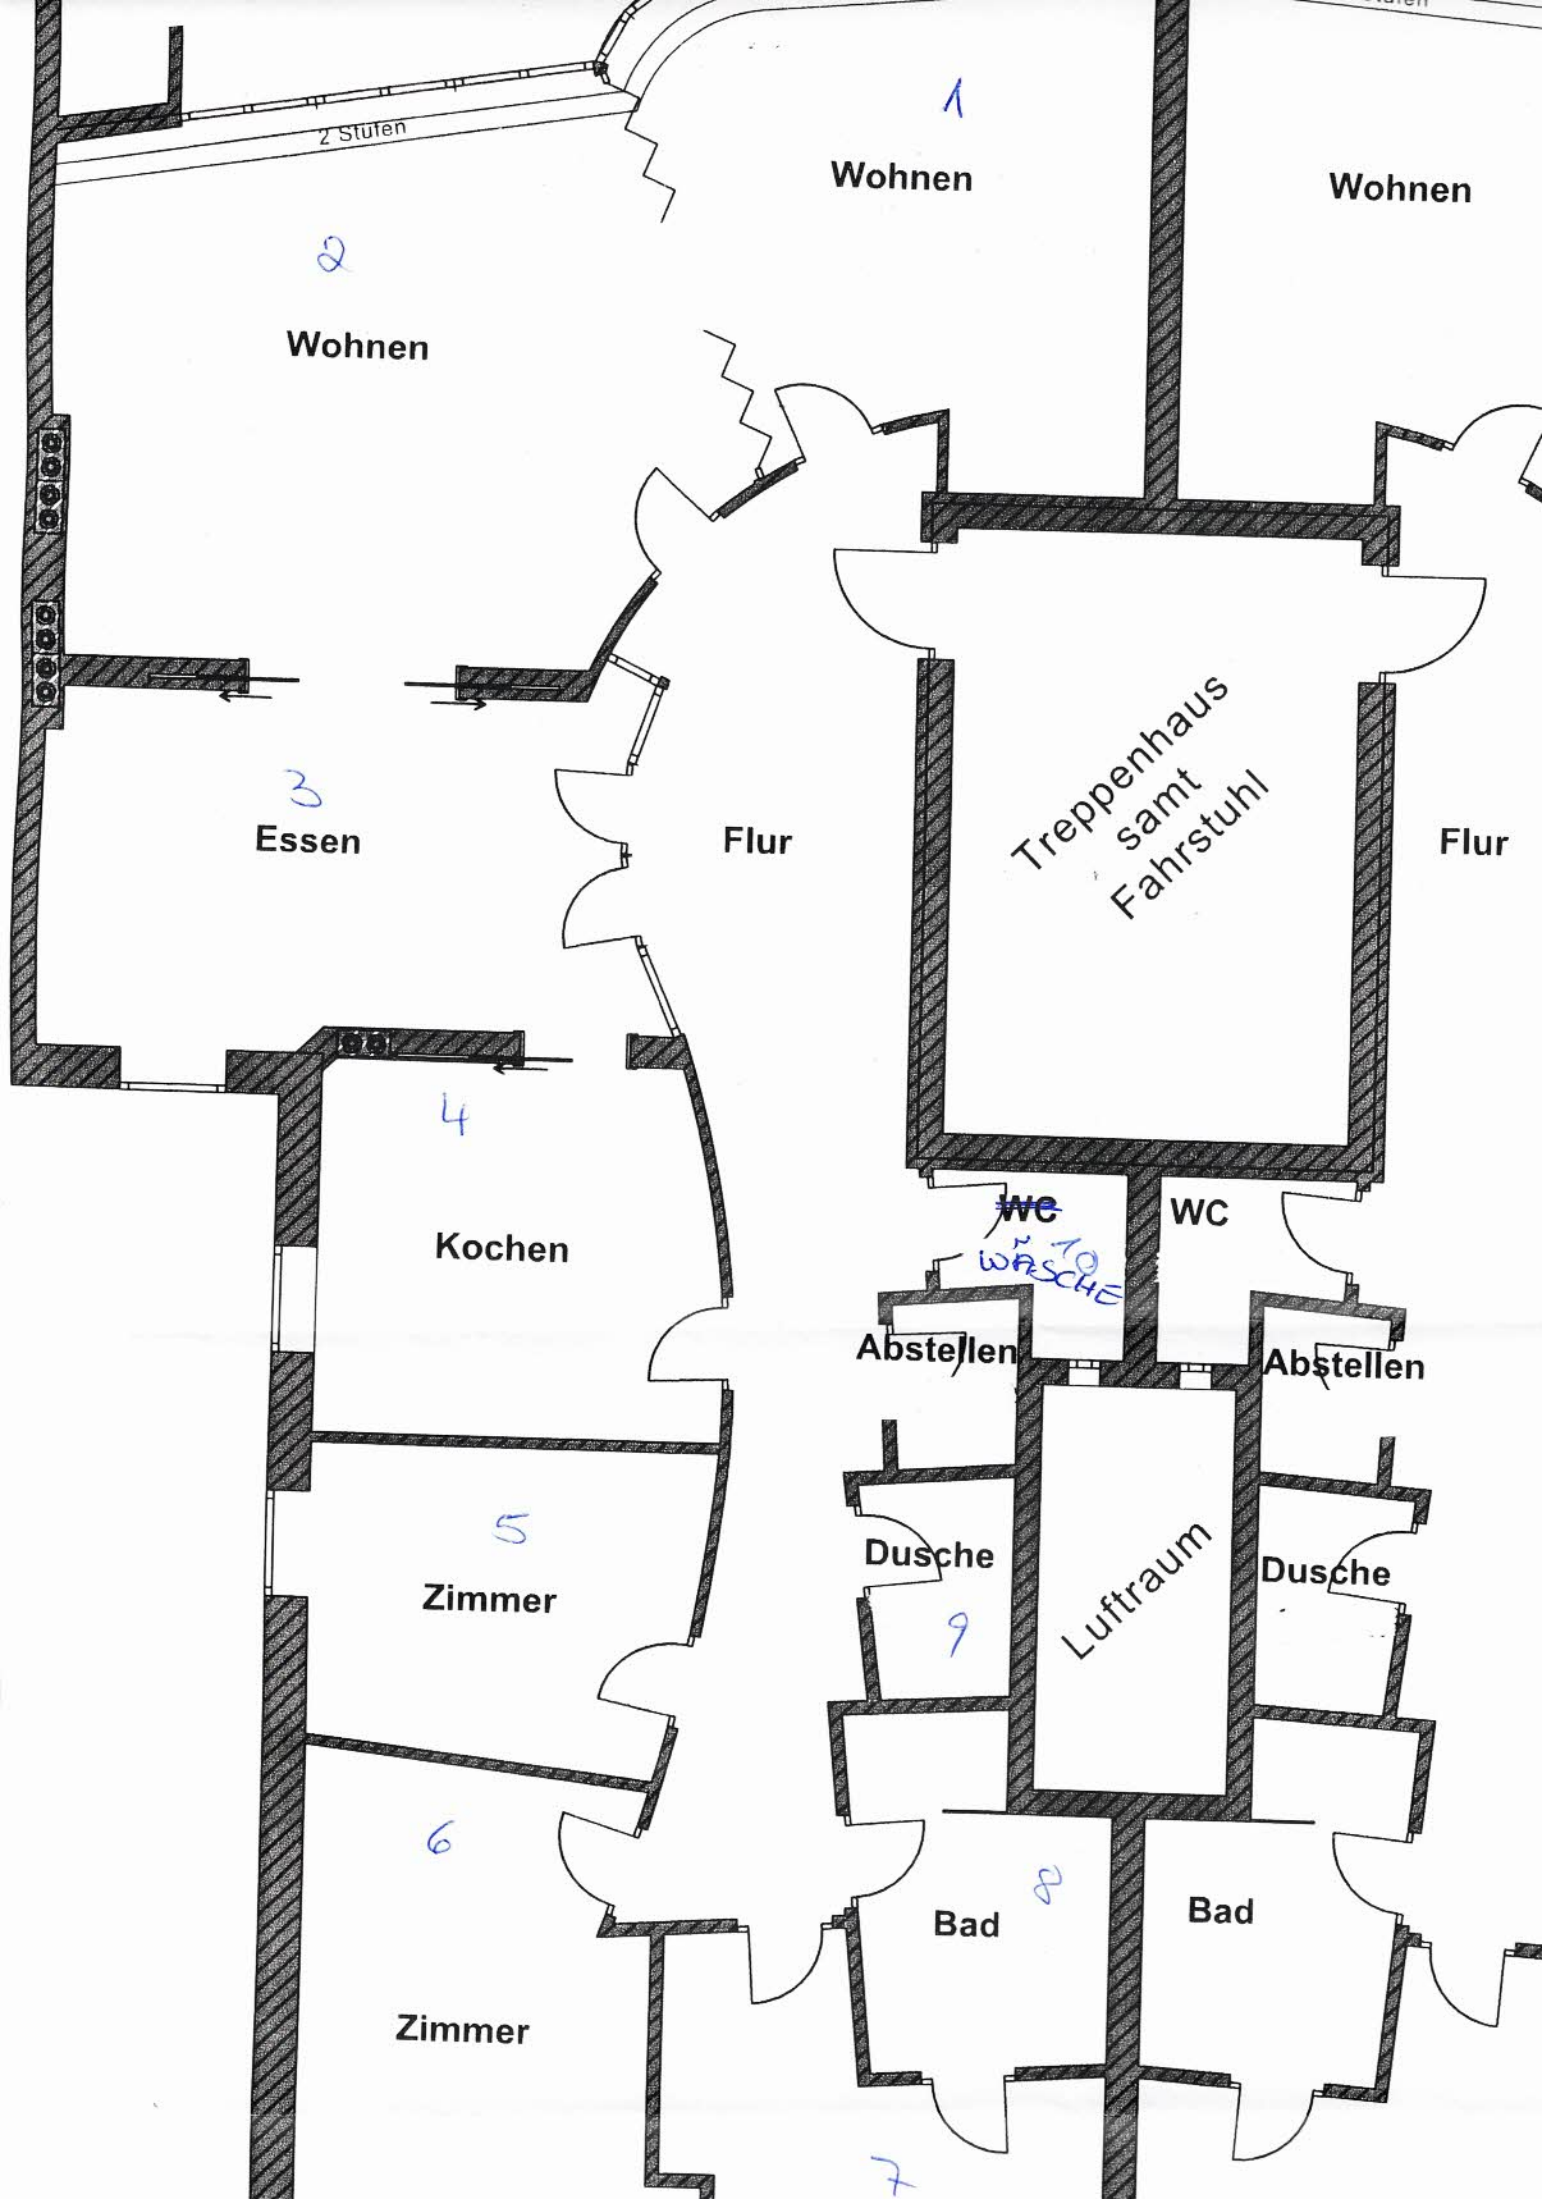 1
Wohnen
Wohnen
2 Stufen
2
Wohnen
3
Essen
Flur
Treppenhaus
samt
Fahrstuhl
Flur
4
Kochen
WC
10
WÄSCHE
WC
Abstellen
Abstellen
5
Zimmer
Dusche
9
Luftraum
Dusche
6
Zimmer
8
Bad
Bad
7